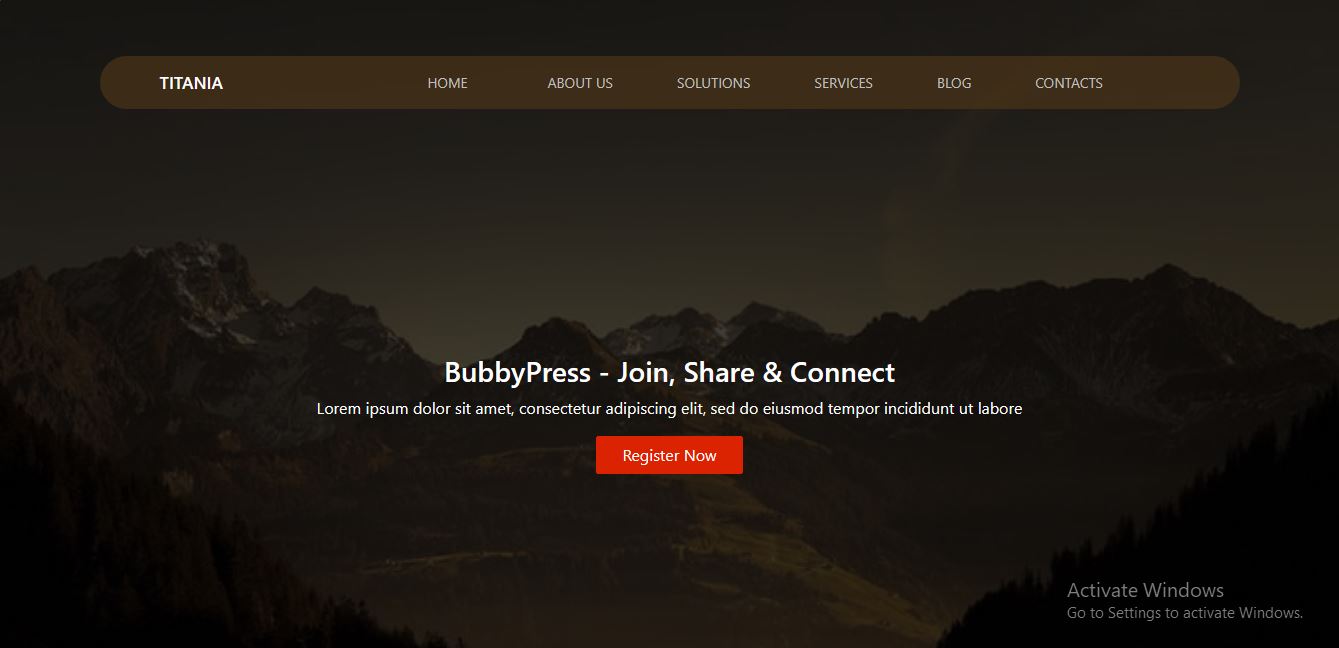 TITANIA HOME ABOUT US SOLUTIONS SERVICES BLOG CONTACTS
BubbyPress - Join, Share & Connect
Lorem ipsum dolor sit amet, consectetur adipiscing elit, sed do eiusmod tempor incididunt ut labore
Register Now
Activate Windows
Go to Settings to activate Windows.